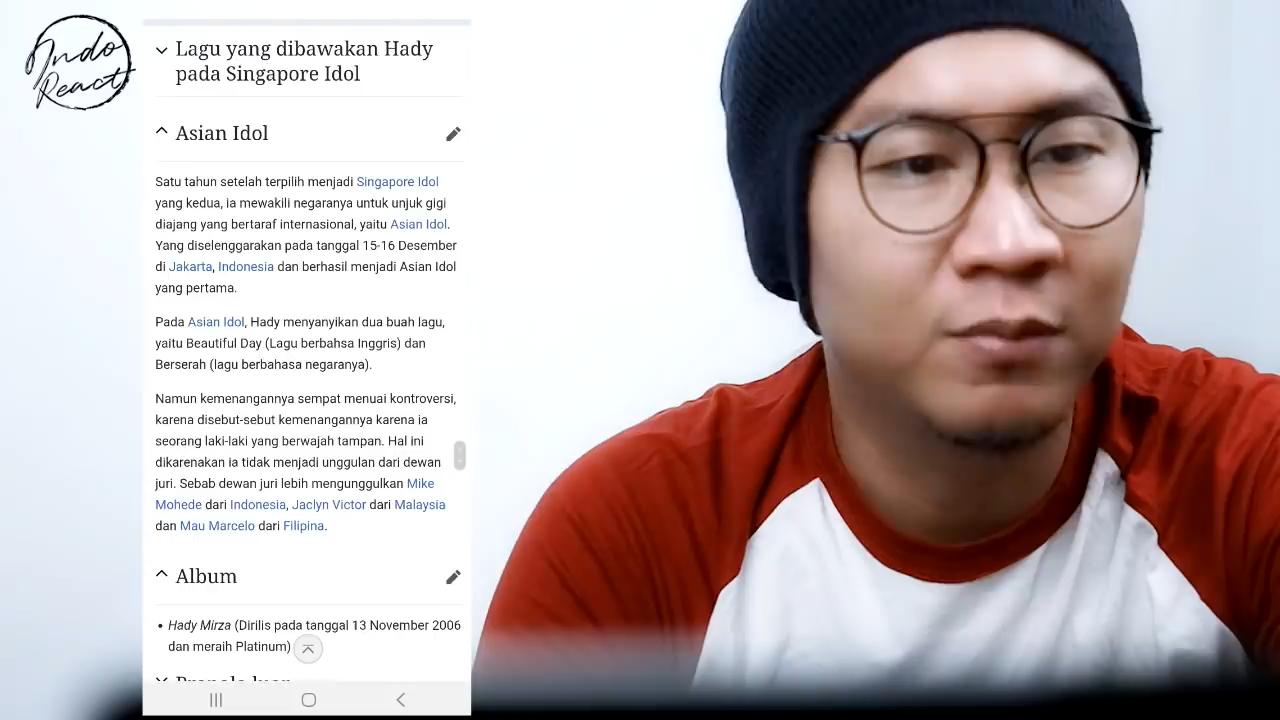 Indo
React
Lagu yang dibawakan Hady
pada Singapore Idol
Asian Idol
Satu tahun setelah terpilih menjadi Singapore Idol
yang kedua, ia mewakili negaranya untuk unjuk gigi
diajang yang bertaraf internasional, yaitu Asian Idol.
Yang diselenggarakan pada tanggal 15-16 Desember
di Jakarta, Indonesia dan berhasil menjadi Asian Idol
yang pertama.
Pada Asian Idol, Hady menyanyikan dua buah lagu,
yaitu Beautiful Day (Lagu berbahsa Inggris) dan
Berserah (lagu berbahasa negaranya).
Namun kemenangannya sempat menuai kontroversi,
karena disebut-sebut kemenangannya karena ia
seorang laki-laki yang berwajah tampan. Hal ini
dikarenakan ia tidak menjadi unggulan dari dewan
juri. Sebab dewan juri lebih mengunggulkan Mike
Mohede dari Indonesia, Jaclyn Victor dari Malaysia
dan Mau Marcelo dari Filipina.
Album
• Hady Mirza (Dirilis pada tanggal 13 November 2006
dan meraih Platinum)